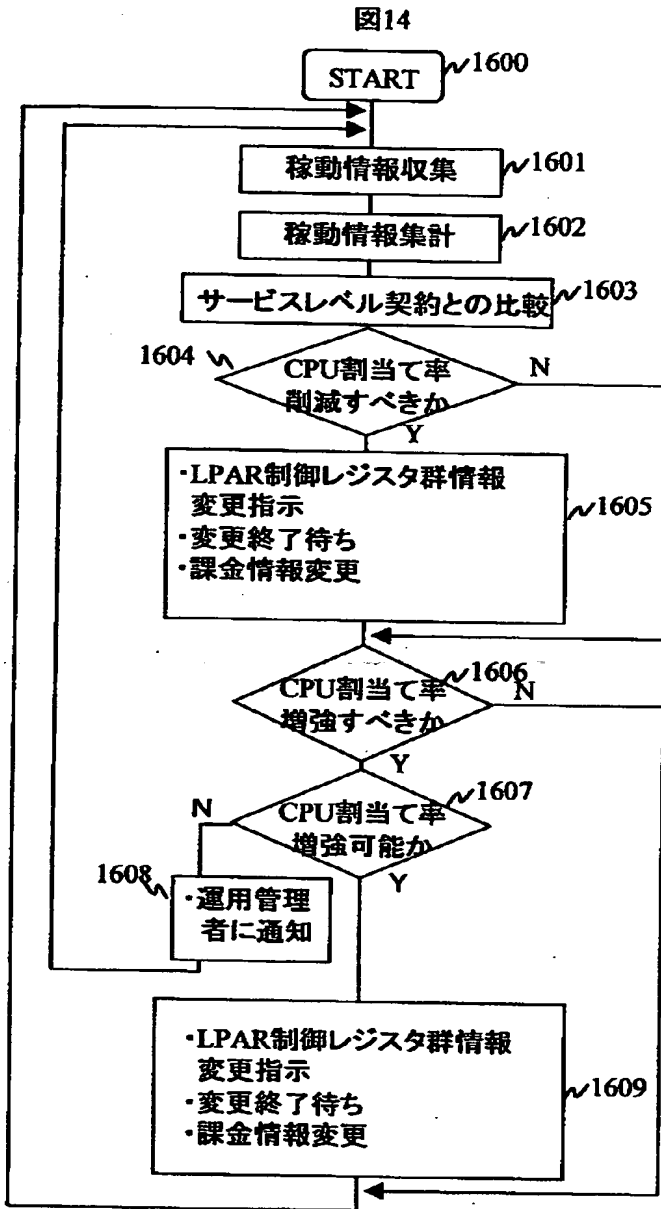 図14
START
1600
稼動情報収集
1601
稼動情報集計
1602
サービスレベル契約との比較
1603
1604
CPU割当て率
削減すべきか
N
Y
・LPAR制御レジスタ群情報
変更指示
・変更終了待ち
・課金情報変更
1605
CPU割当て率
増強すべきか
1606
N
Y
CPU割当て率
増強可能か
1607
N
Y
1608
・運用管理
者に通知
・LPAR制御レジスタ群情報
変更指示
・変更終了待ち
・課金情報変更
1609